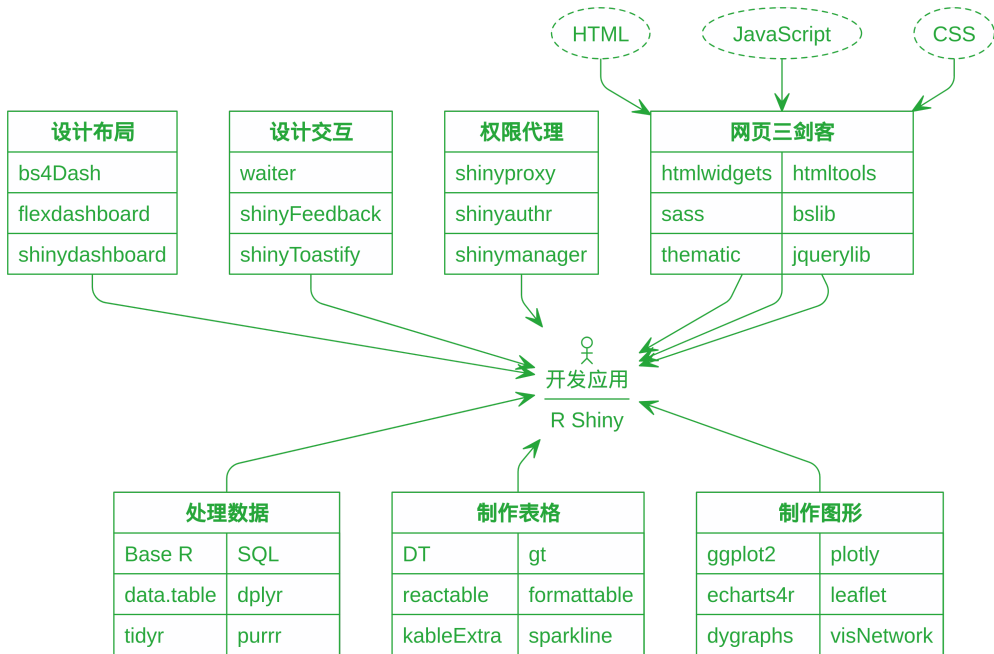 HTML
JavaScript
CSS
设计布局
bs4Dash
flexdashboard
shinydashboard
设计交互
waiter
shinyFeedback
shinyToastify
权限代理
shinyproxy
shinyauthr
shinymanager
网页三剑客
htmlwidgets htmltools
sass bslib
thematic jquerylib
开发应用
R Shiny
处理数据
Base R SQL
data.table dplyr
tidyr purrr
制作表格
DT gt
reactable formattable
kableExtra sparkline
制作图形
ggplot2 plotly
echarts4r leaflet
dygraphs visNetwork